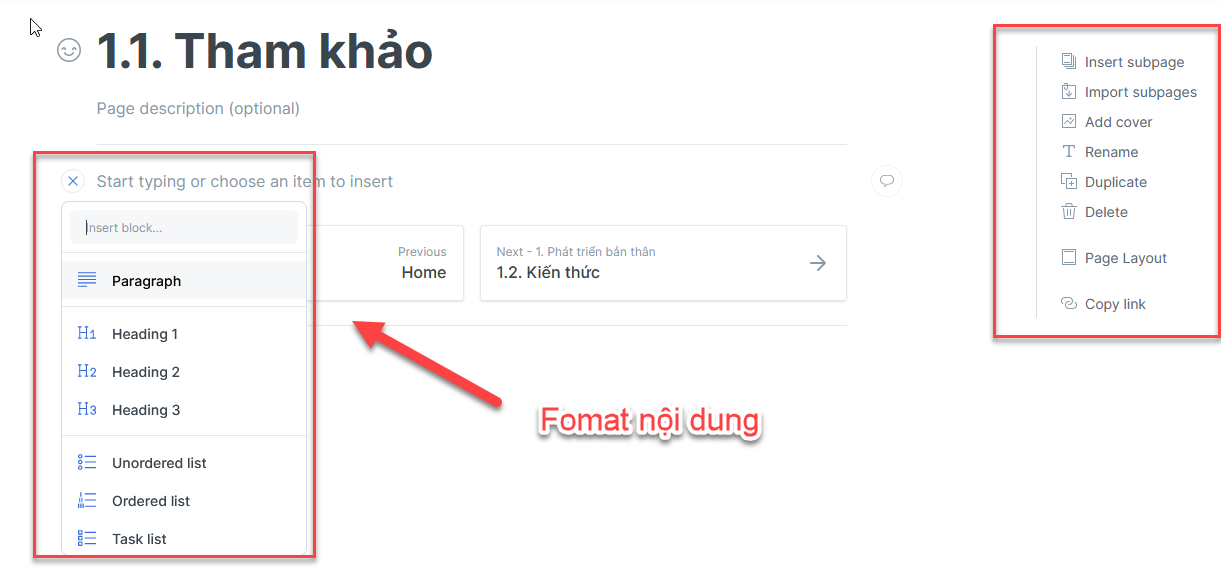 1.1. Tham khảo
Page description (optional)
Start typing or choose an item to insert
Insert block...
Paragraph
H1 Heading 1
H2 Heading 2
H3 Heading 3
Unordered list
Ordered list
Task list
Previous
Home
Next - 1. Phát triển bản thân
1.2. Kiến thức
Fomat nội dung
Insert subpage
Import subpages
Add cover
Rename
Duplicate
Delete
Page Layout
Copy link